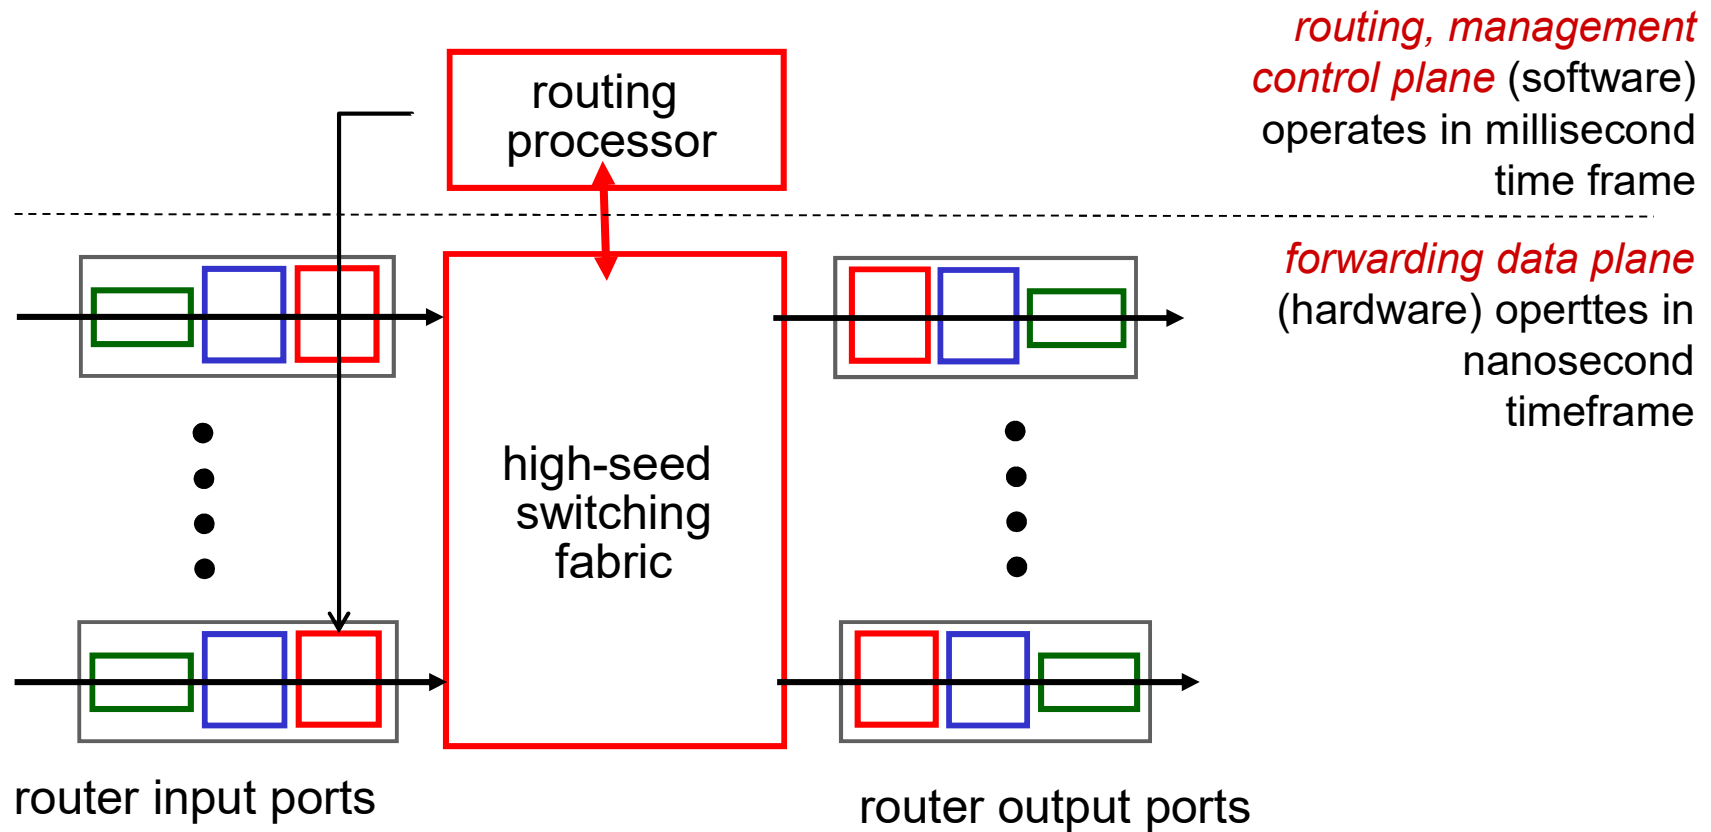 routing, management
control plane (software)
operates in millisecond
time frame
routing
processor
forwarding data plane
(hardware) operttes in
nanosecond
timeframe
high-seed
switching
fabric
router input ports
router output ports